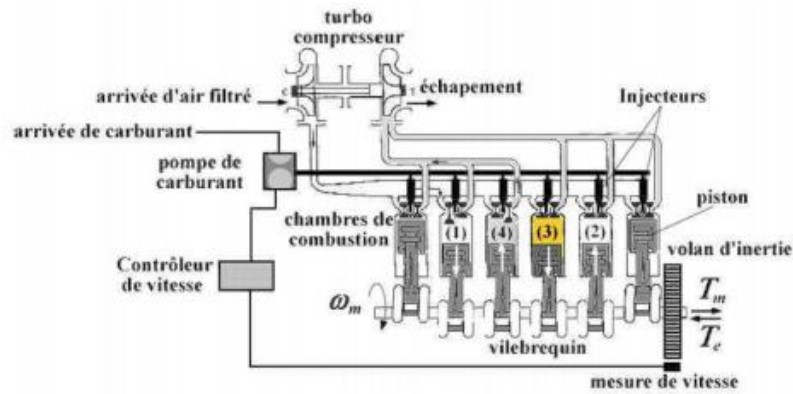 turbo
compresseur
arrivée d'air filtré
échapement
Injecteurs
arrivée de carburant
pompe de
carburant
chambres de
combustion
(1)
(4)
(3)
(2)
piston
volan d'inertie
Contrôleur
de vitesse
ωm
Tm
Te
vilebrequin
mesure de vitesse